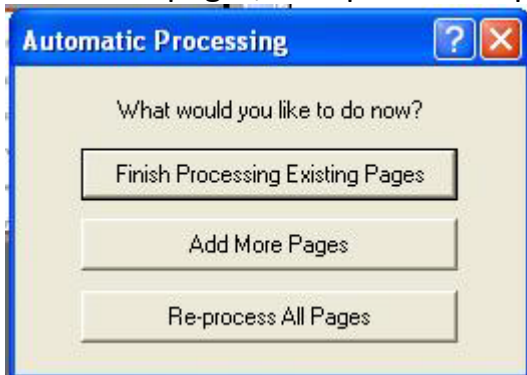 Automatic Processing
What would you like to do now?
Finish Processing Existing Pages
Add More Pages
Re-process All Pages